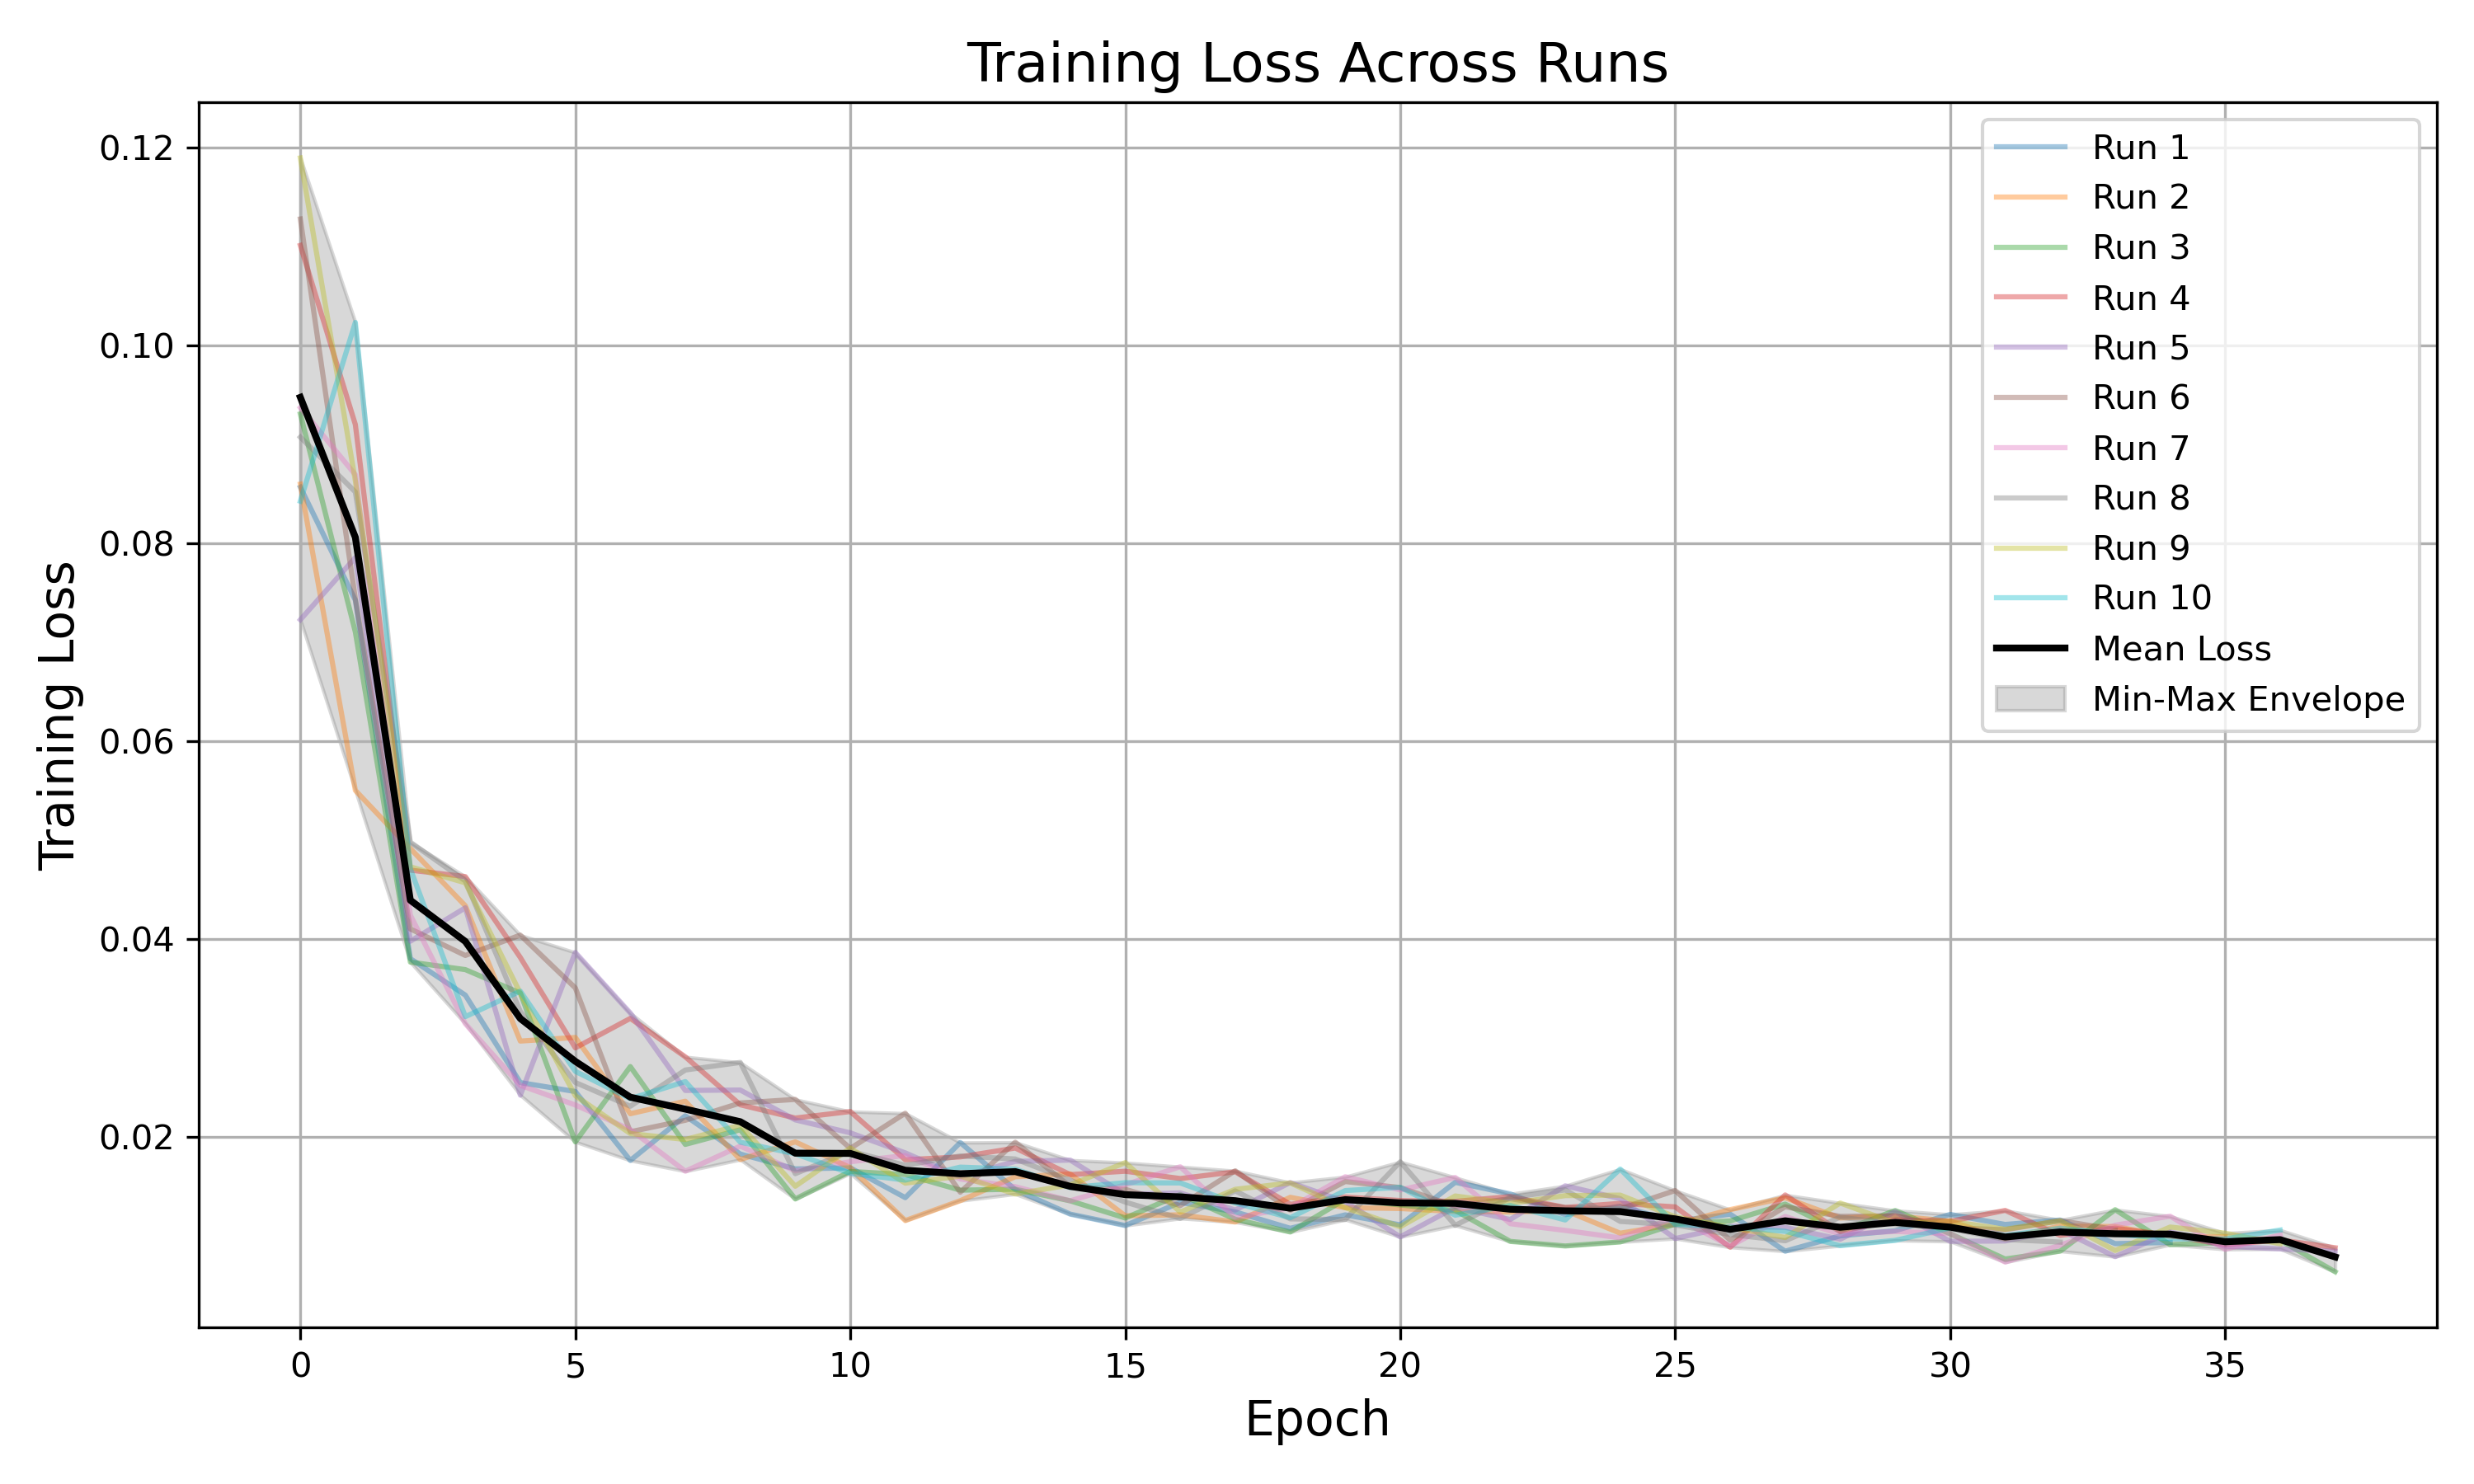 Training Loss Across Runs
Training Loss
0.12
0.10
0.08
0.06
0.04
0.02
0 5 10 15 20 25 30 35
Epoch
Run 1
Run 2
Run 3
Run 4
Run 5
Run 6
Run 7
Run 8
Run 9
Run 10
Mean Loss
Min-Max Envelope